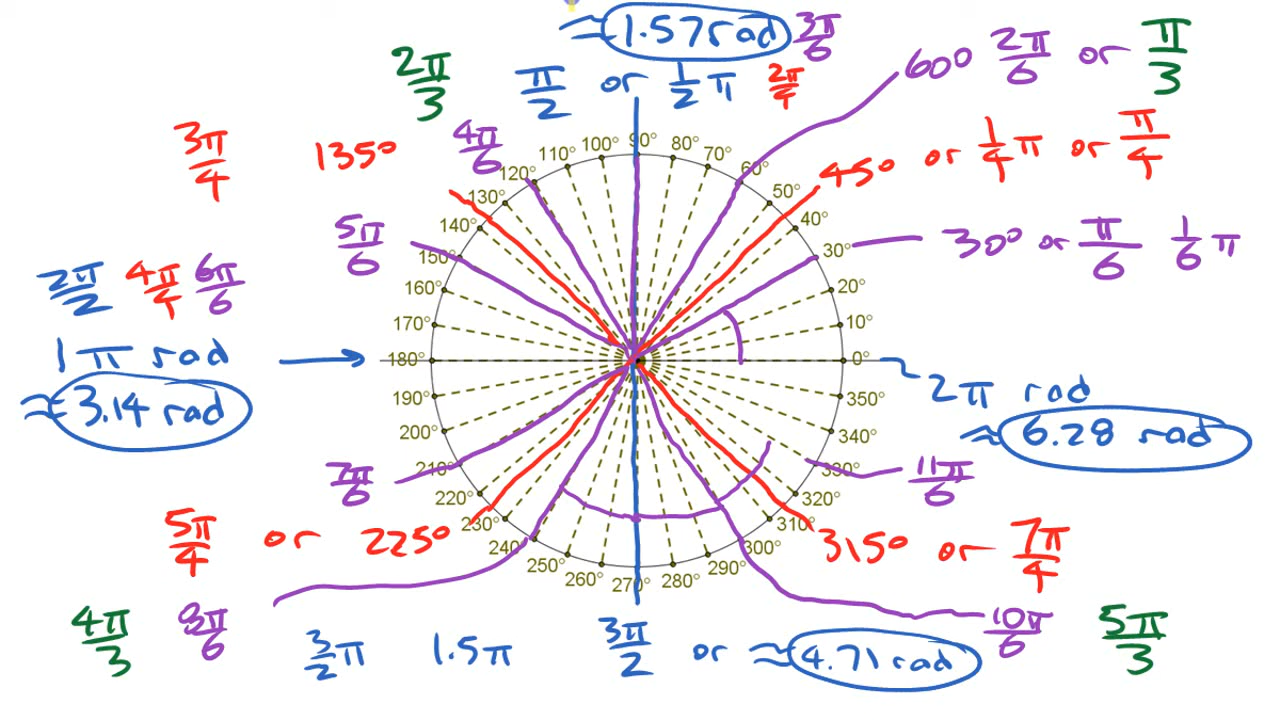 ≈ 1.57 rad 3π/6
2π/3 π/2 or 1/2 π 2π/4
60° 2π/6 or π/3
3π/4 135° 4π/6
45° or 1/4 π or π/4
5π/6
30° or π/6 1/6 π
2π/2 4π/4 6π/6
1π rad
≈ 3.14 rad
2π rad
≈ 6.28 rad
7π/6
11π/6
5π/4 or 225°
315° or 7π/4
4π/3 8π/6
3/2 π 1.5π 3π/2 or ≈ 4.71 rad
10π/6 5π/3
0°
10°
20°
30°
40°
50°
60°
70°
80°
90°
100°
110°
120°
130°
140°
150°
160°
170°
180°
190°
200°
210°
220°
230°
240
250°
260°
270°
280°
290°
300°
310°
320°
330°
340°
350°